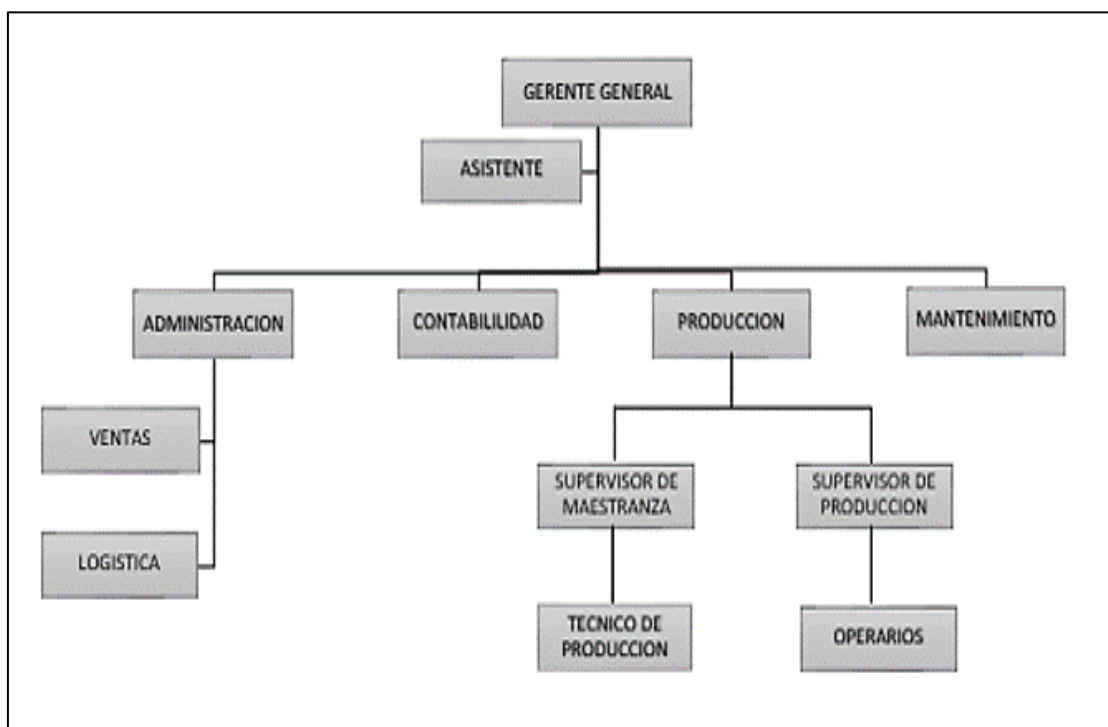 GERENTE GENERAL
ASISTENTE
ADMINISTRACION
CONTABILILIDAD
PRODUCCION
MANTENIMIENTO
VENTAS
SUPERVISOR DE
MAESTRANZA
SUPERVISOR DE
PRODUCCION
LOGISTICA
TECNICO DE
PRODUCCION
OPERARIOS